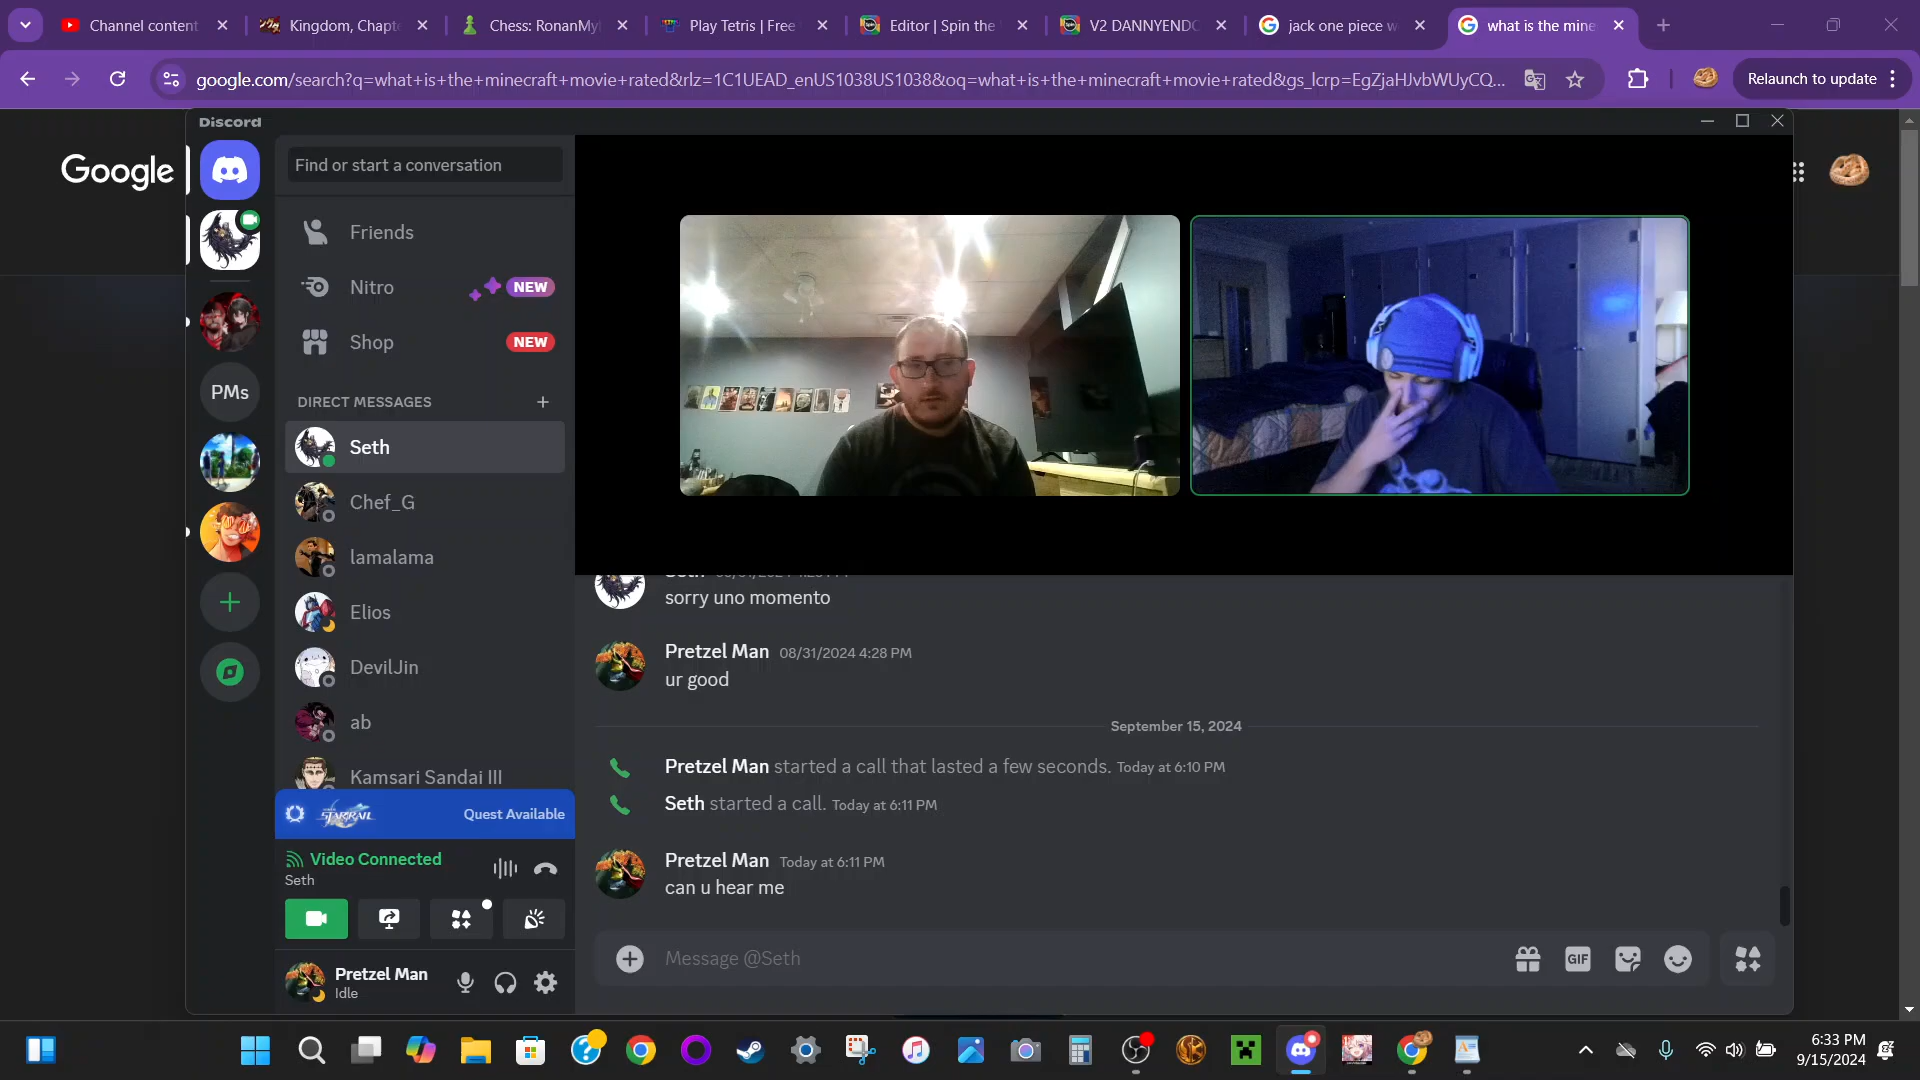 Channel content
Kingdom, Chapt
Chess: RonanMy
Play Tetris | Free
Editor | Spin the
V2 DANNYENDC
jack one piece w
what is the mine
google.com/search?q=what+is+the+minecraft+movie+rated&rlz=1C1UEAD_enUS1038US1038&oq=what+is+the+minecraft+movie+rated&gs_lcrp=EgZjaHJvbWUyCQ...
Relaunch to update
Discord
Google
Find or start a conversation
Friends
Nitro
NEW
Shop
NEW
DIRECT MESSAGES
PMs
Seth
Chef_G
lamalama
Elios
DevilJin
ab
Kamsari Sandai III
STAR RAIL
Quest Available
Video Connected
Seth
Pretzel Man
Idle
sorry uno momento
Pretzel Man 08/31/2024 4:28 PM
ur good
September 15, 2024
Pretzel Man started a call that lasted a few seconds. Today at 6:10 PM
Seth started a call. Today at 6:11 PM
Pretzel Man Today at 6:11 PM
can u hear me
Message @Seth
GIF
6:33 PM
9/15/2024